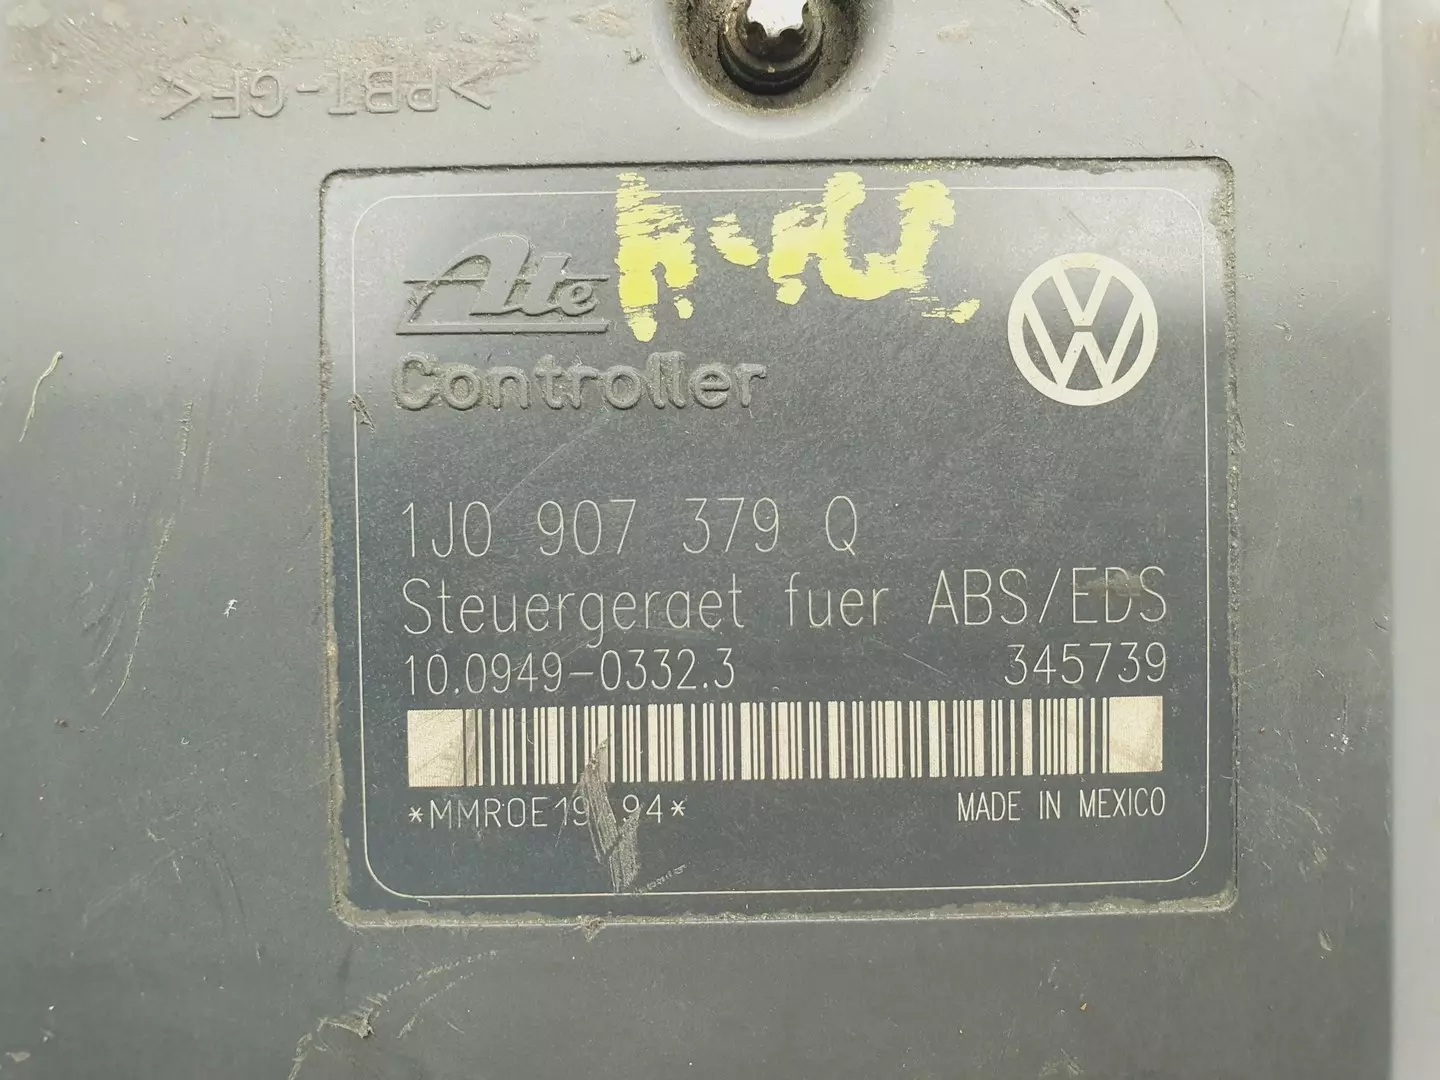 >PBT-GF<
Ate
Controller
1J0 907 379 Q
Steuergeraet fuer ABS/EDS
10.0949-0332.3 345739
MADE IN MEXICO